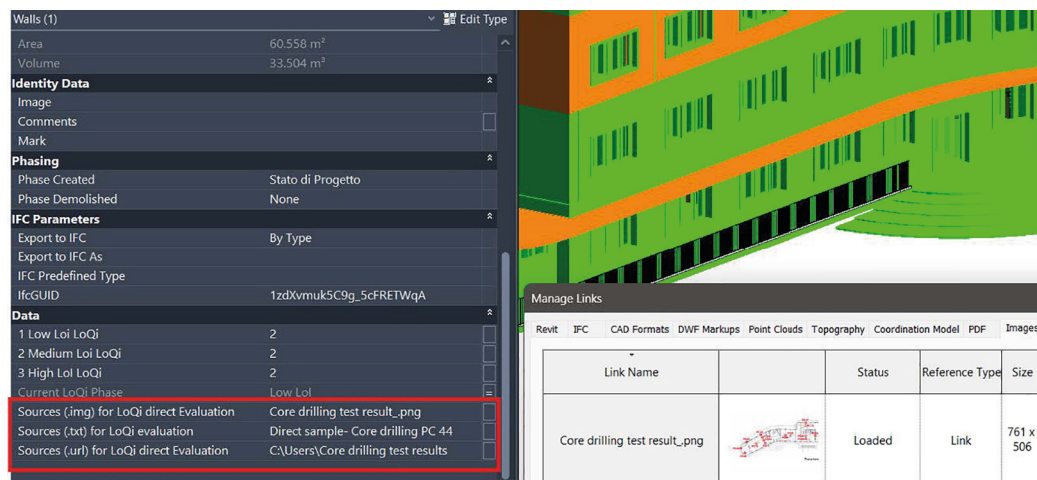 Walls (1) Edit Type
Area 60.558 m²
Volume 33.504 m³
Identity Data
Image
Comments
Mark
Phasing
Phase Created Stato di Progetto
Phase Demolished None
IFC Parameters
Export to IFC By Type
Export to IFC As
IFC Predefined Type
IfcGUID 1zdXvmuk5C9g_5cFRETWqA
Data
1 Low Loi LoQi 2
2 Medium Loi LoQi 2
3 High LoI LoQi 2
Current LoQi Phase Low LoI
Sources (.img) for LoQi direct Evaluation Core drilling test result_.png
Sources (.txt) for LoQi evaluation Direct sample- Core drilling PC 44
Sources (.url) for LoQi direct Evaluation C:\Users\Core drilling test results
Manage Links
Revit IFC CAD Formats DWF Markups Point Clouds Topography Coordination Model PDF Images
Link Name Status Reference Type Size
Core drilling test result_.png Loaded Link 761 x
506